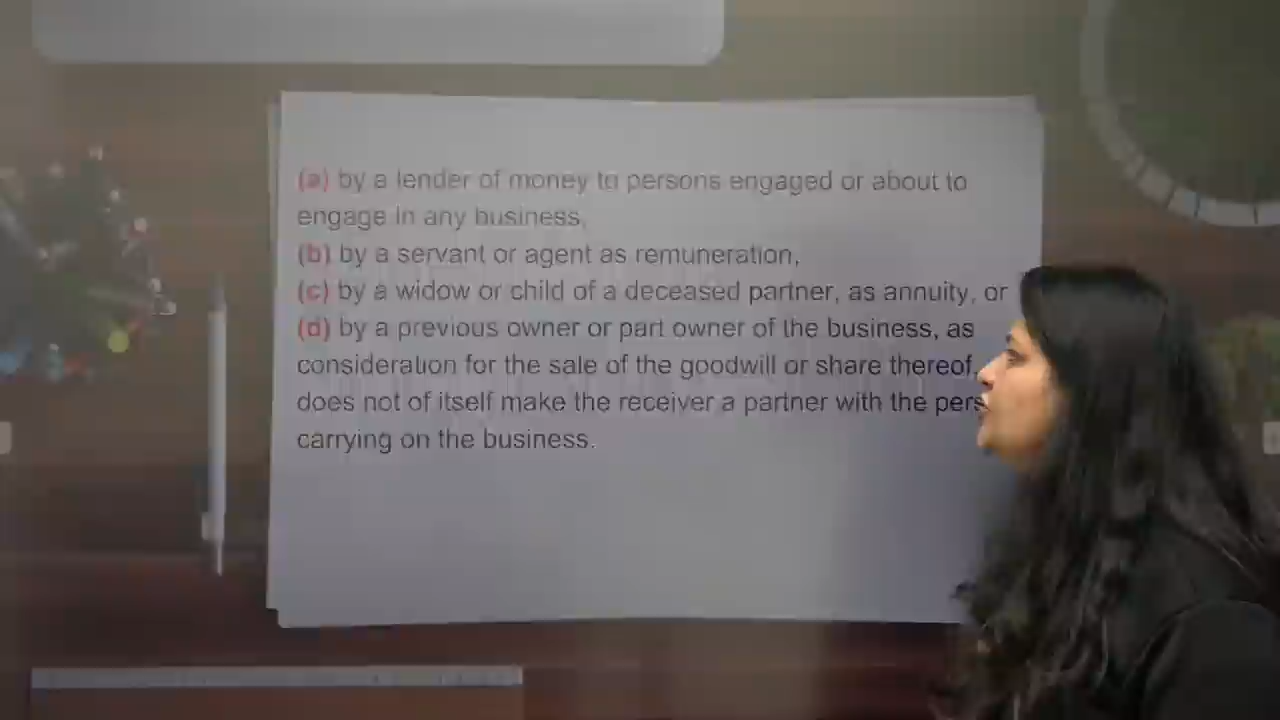 (a) by a lender of money to persons engaged or about to
engage in any business,
(b) by a servant or agent as remuneration,
(c) by a widow or child of a deceased partner, as annuity, or
(d) by a previous owner or part owner of the business, as
consideration for the sale of the goodwill or share thereof,
does not of itself make the receiver a partner with the pers
carrying on the business.